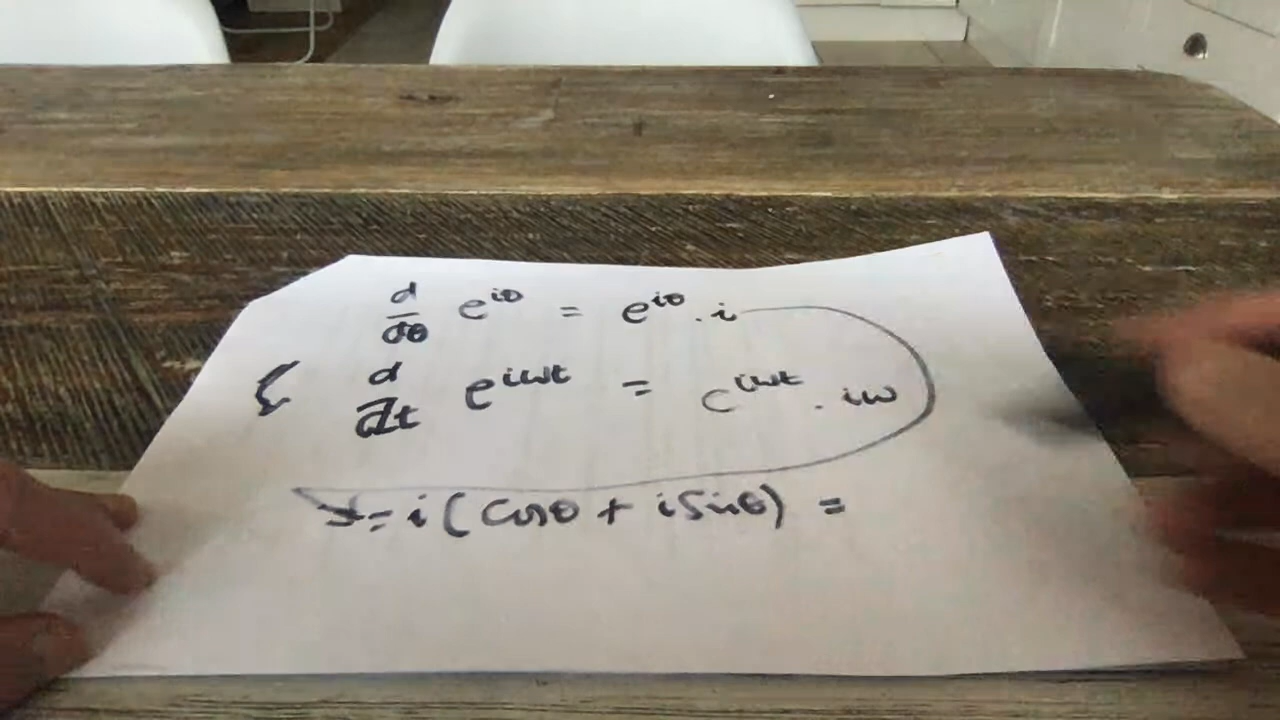 d/dθ e^{iθ} = e^{iθ} . i
{ d/dt e^{iωt} = e^{iωt} . iω
= i ( cosθ + i sinθ ) =